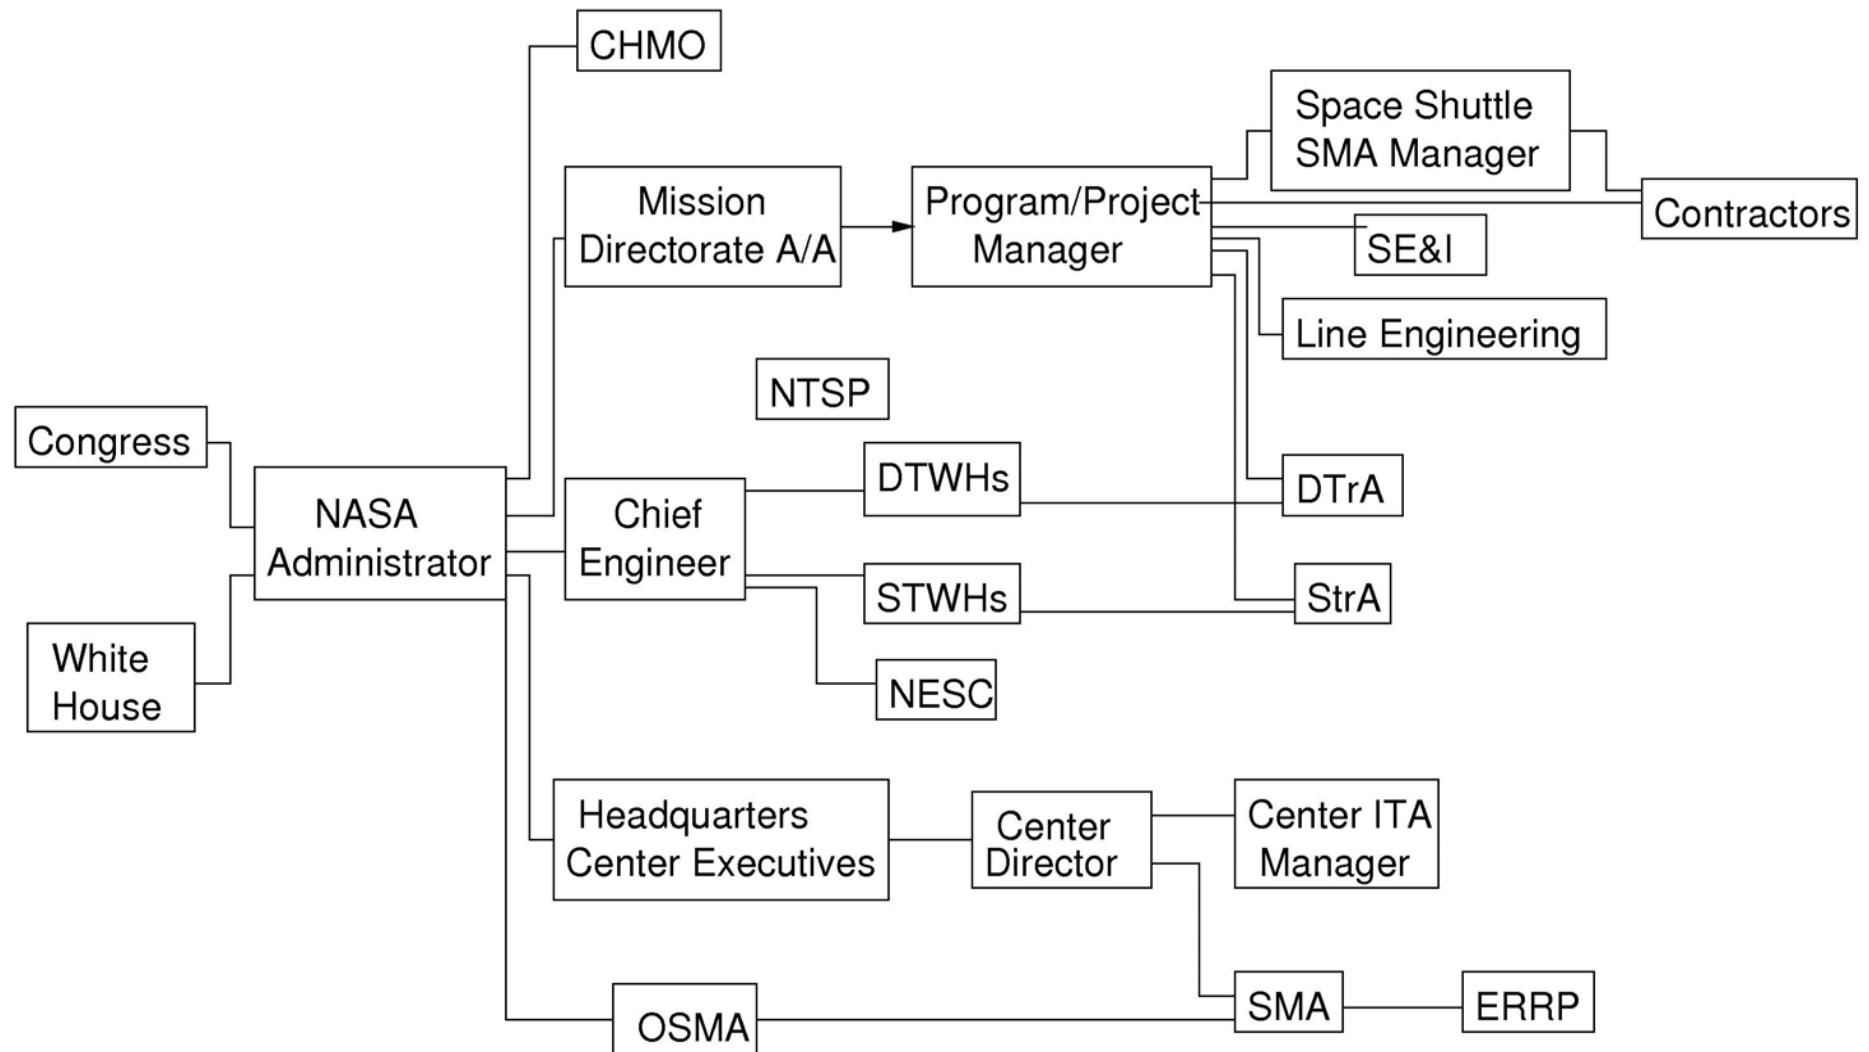 CHMO
Space Shuttle
SMA Manager
Mission
Directorate A/A
Program/Project
Manager
Contractors
SE&I
Line Engineering
NTSP
Congress
DTWHs
DTrA
NASA
Administrator
Chief
Engineer
STWHs
StrA
White
House
NESC
Headquarters
Center Executives
Center
Director
Center ITA
Manager
OSMA
SMA
ERRP